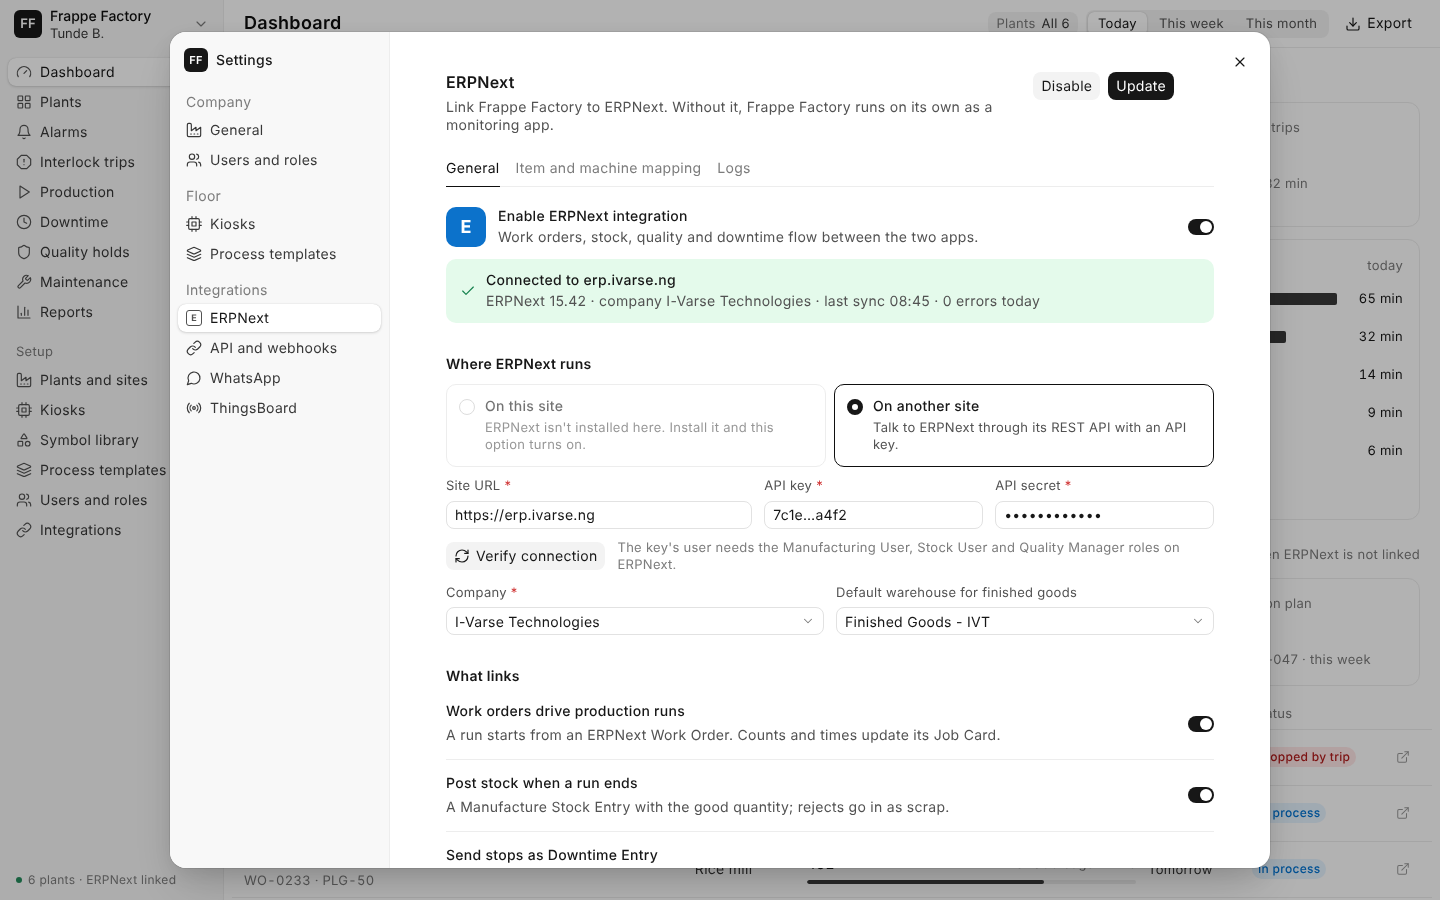 FF
Frappe Factory
Tunde B.
Dashboard
Plants
Alarms
Interlock trips
Production
Downtime
Quality holds
Maintenance
Reports
Setup
Plants and sites
Kiosks
Symbol library
Process templates
Users and roles
Integrations
6 plants · ERPNext linked
Dashboard
Plants All 6
Today
This week
This month
Export
FF
Settings
Company
General
Users and roles
Floor
Kiosks
Process templates
Integrations
E ERPNext
API and webhooks
WhatsApp
ThingsBoard
ERPNext
Link Frappe Factory to ERPNext. Without it, Frappe Factory runs on its own as a
monitoring app.
Disable
Update
General
Item and machine mapping
Logs
E
Enable ERPNext integration
Work orders, stock, quality and downtime flow between the two apps.
Connected to erp.ivarse.ng
ERPNext 15.42 · company I-Varse Technologies · last sync 08:45 · 0 errors today
Where ERPNext runs
On this site
ERPNext isn't installed here. Install it and this
option turns on.
On another site
Talk to ERPNext through its REST API with an API
key.
Site URL *
API key *
API secret *
https://erp.ivarse.ng
7c1e...a4f2
••••••••••••
Verify connection
The key's user needs the Manufacturing User, Stock User and Quality Manager roles on
ERPNext.
Company *
Default warehouse for finished goods
I-Varse Technologies
Finished Goods - IVT
What links
Work orders drive production runs
A run starts from an ERPNext Work Order. Counts and times update its Job Card.
Post stock when a run ends
A Manufacture Stock Entry with the good quantity; rejects go in as scrap.
Send stops as Downtime Entry
trips
32 min
today
65 min
32 min
14 min
9 min
6 min
ERPNext is not linked
plan
-047 · this week
by trip
process
WO-0233 · PLG-50
Rice mill
Tomorrow
In process